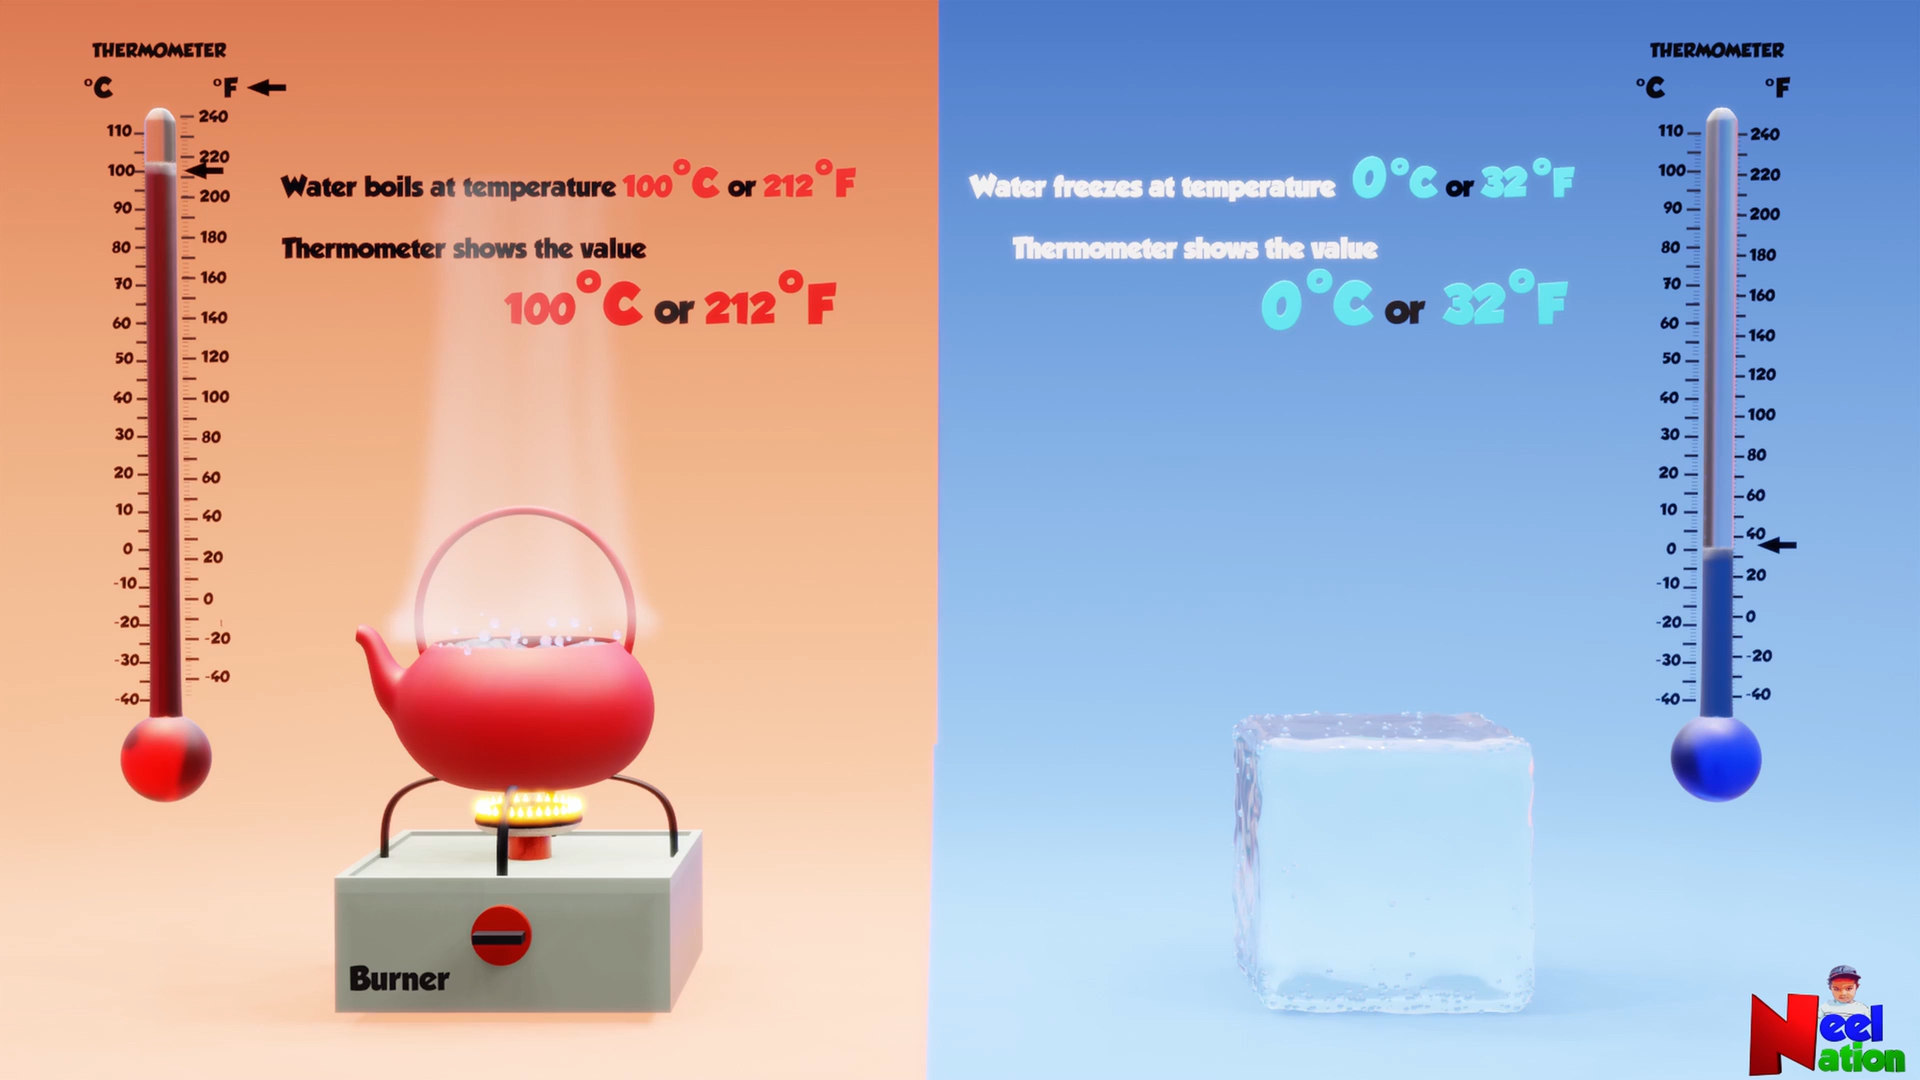 THERMOMETER
°C °F
110 240
100 220
90 200
80 180
70 160
60 140
50 120
40 100
30 80
20 60
10 40
0 20
-10 0
-20 -20
-30 -40
-40
Water boils at temperature 100°C or 212°F
Thermometer shows the value
100°C or 212°F
Burner
Water freezes at temperature 0°C or 32°F
Thermometer shows the value
0°C or 32°F
THERMOMETER
°C °F
110 240
100 220
90 200
80 180
70 160
60 140
50 120
40 100
30 80
20 60
10 40
0 20
-10 0
-20 -20
-30 -40
-40
Neel
Nation